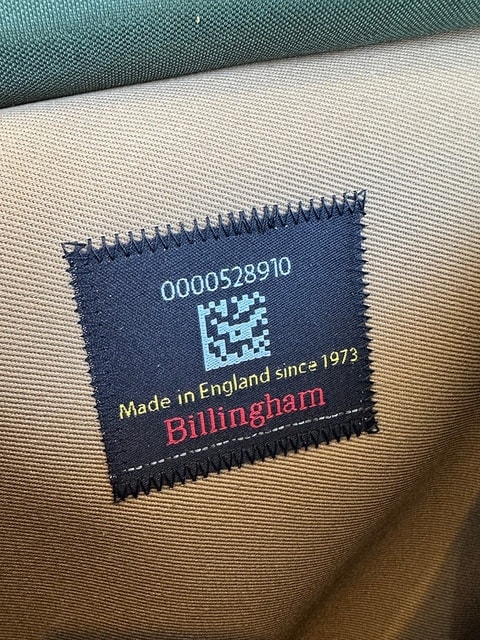 0000528910
Made in England since 1973
Billingham